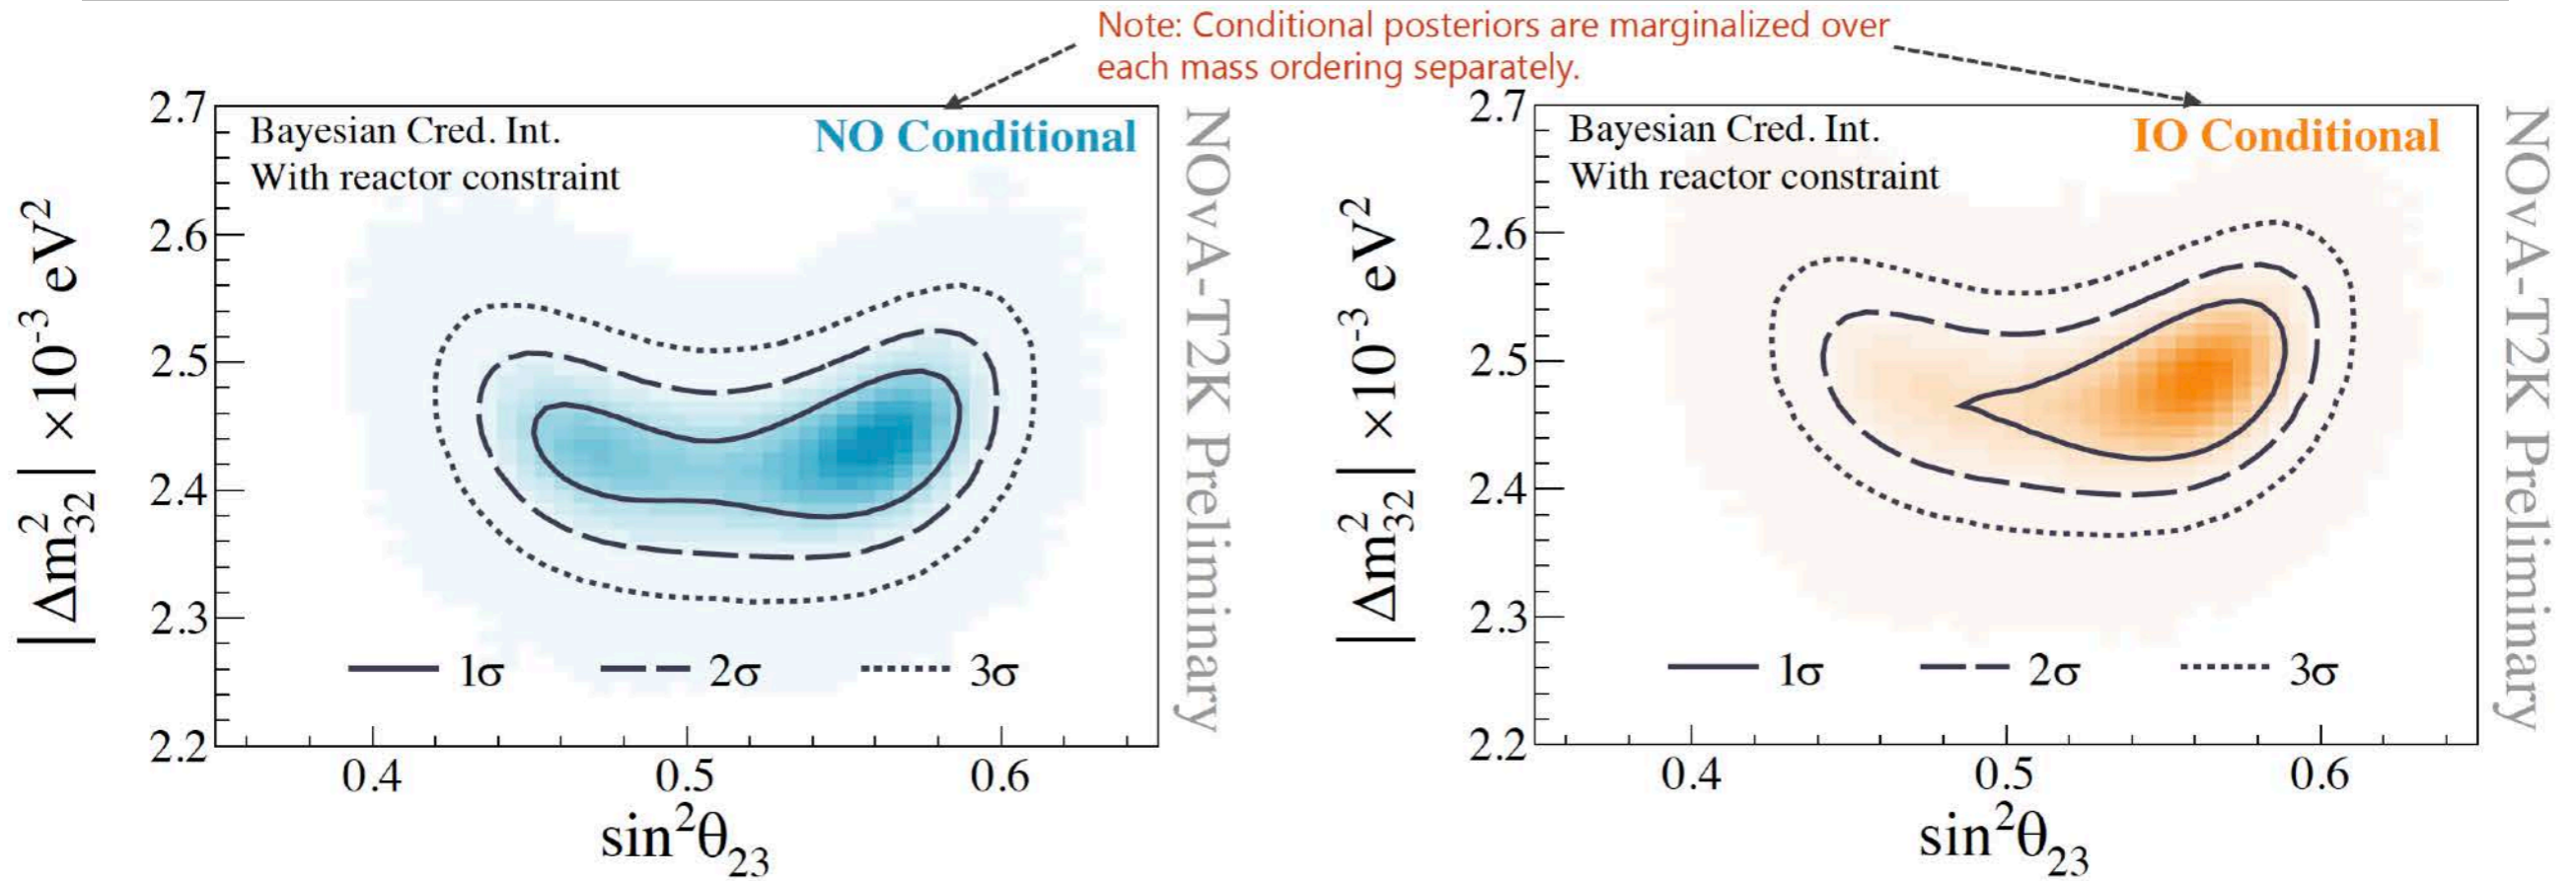 Note: Conditional posteriors are marginalized over
each mass ordering separately.
Bayesian Cred. Int.
With reactor constraint
NO Conditional
NOvA-T2K Preliminary
|Δm²₃₂| ×10⁻³ eV²
2.7
2.6
2.5
2.4
2.3
2.2
1σ 2σ 3σ
0.4 0.5 0.6
sin²θ₂₃
Bayesian Cred. Int.
With reactor constraint
IO Conditional
NOvA-T2K Preliminary
|Δm²₃₂| ×10⁻³ eV²
2.7
2.6
2.5
2.4
2.3
2.2
1σ 2σ 3σ
0.4 0.5 0.6
sin²θ₂₃